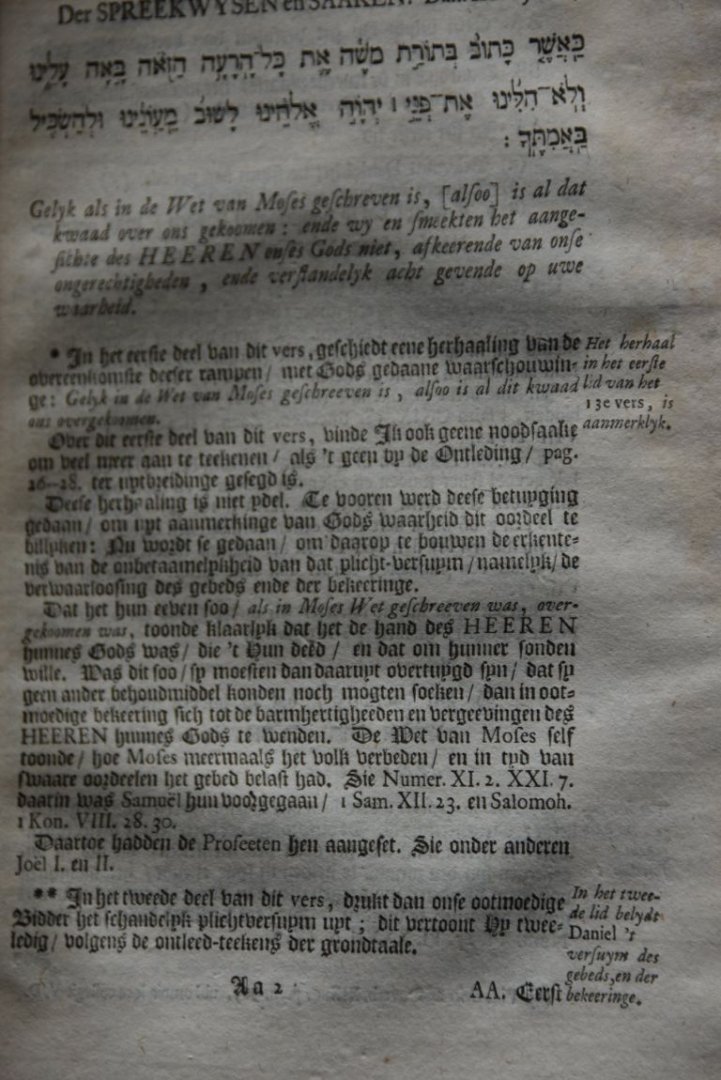 Der SPREEKWYSEN en SAAKEN.
כַּאֲשֶׁר כָּתוּב בְּתוֹרַת מֹשֶׁה אֵת כָּל־הָרָעָה הַזֹּאת בָּאָה עָלֵינוּ
וְלֹא־חִלִּינוּ אֶת־פְּנֵי ׀ יְהוָֹה אֱלֹהֵינוּ לָשׁוּב מֵעֲוֹנֵינוּ וּלְהַשְׂכִּיל
בַּאֲמִתֶּךָ :
Gelyk als in de Wet van Moses geschreven is, [alsoo] is al dat
kwaad over ons gekoomen : ende wy en smeekten het aange-
sichte des HEEREN onses Gods niet, afkeerende van onse
ongerechtigheden , ende verstandelyk acht gevende op uwe
waarheid.
* In het eerste deel van dit vers, geschiedt eene herhaaling van de
overeenkomste deeser rampen / met Gods gedaane waarschouwin-
ge : Gelyk in de Wet van Moses geschreeven is , alsoo is al dit kwaad
ons overgekoomen.
Het herhaal
in het eerste
lid van het
13e vers, is
aanmerklyk.
Over dit eerste deel van dit vers, vinde Ik ook geene noodsaake
om veel meer aan te teekenen / als 't geen by de Ontleding / pag.
26--28. ter uytbreidinge gesegd is.
Deese herhaaling is niet ydel. Te vooren werd deese betuyging
gedaan / om uyt aanmerkinge van Gods waarheid dit oordeel te
billyken : Nu wordt se gedaan / om daarop te bouwen de erkente-
nis van de onbetaamelykheid van dat plicht-versuym / namelyk / de
verwaarloosing des gebeds ende der bekeeringe.
Dat het hun eeven soo / als in Moses Wet geschreeven was, over-
gekoomen was, toonde klaarlyk dat het de hand des HEEREN
hunnes Gods was / die 't Hun deed / en dat om hunner sonden
wille. Was dit soo / sy moesten dan daaruyt overtuygd syn / dat sy
geen ander behoudmiddel konden noch mogten soeken / dan in oot-
moedige bekeering sich tot de barmhertigheeden en vergeevingen des
HEEREN hunnes Gods te wenden. De Wet van Moses self
toonde / hoe Moses meermaals het volk verbeden / en in tyd van
swaare oordeelen het gebed belast had. Sie Numer. XI. 2. XXI. 7.
daarin was Samuël hun voorgegaan / 1 Sam. XII. 23. en Salomoh.
1 Kon. VIII. 28. 30.
Daartoe hadden de Profeeten hen aangeset. Sie onder anderen
Joël I. en II.
** In het tweede deel van dit vers, drukt dan onse ootmoedige
Bidder het schandelyk plichtversuym uyt ; dit vertoont Hy twee-
ledig / volgens de ontleed-teekens der grondtaale.
In het twee-
de lid belydt
Daniel 't
versuym des
gebeds, en der
bekeeringe.
Aa 2
AA. Eerst